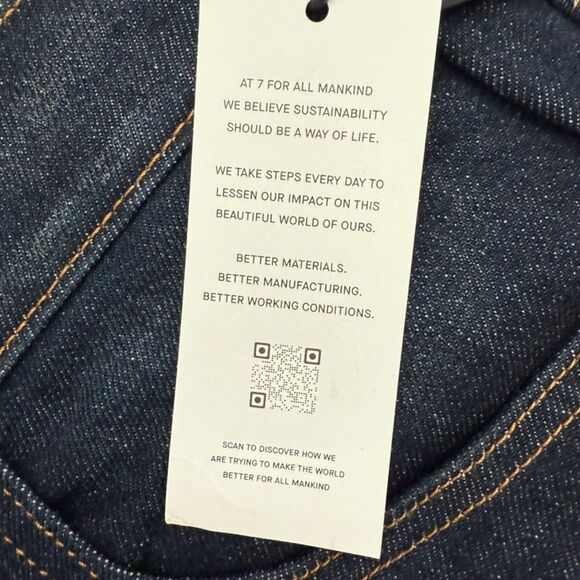 AT 7 FOR ALL MANKIND
WE BELIEVE SUSTAINABILITY
SHOULD BE A WAY OF LIFE.
WE TAKE STEPS EVERY DAY TO
LESSEN OUR IMPACT ON THIS
BEAUTIFUL WORLD OF OURS.
BETTER MATERIALS.
BETTER MANUFACTURING.
BETTER WORKING CONDITIONS.
SCAN TO DISCOVER HOW WE
ARE TRYING TO MAKE THE WORLD
BETTER FOR ALL MANKIND